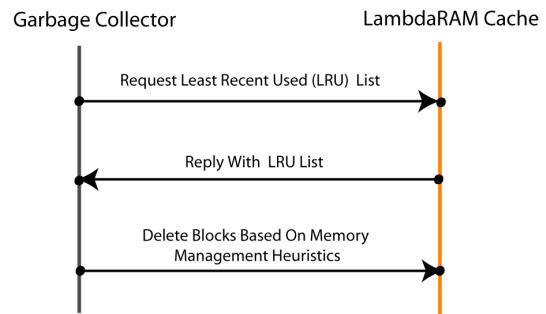 Garbage Collector
LambdaRAM Cache
Request Least Recent Used (LRU) List
Reply With LRU List
Delete Blocks Based On Memory
Management Heuristics